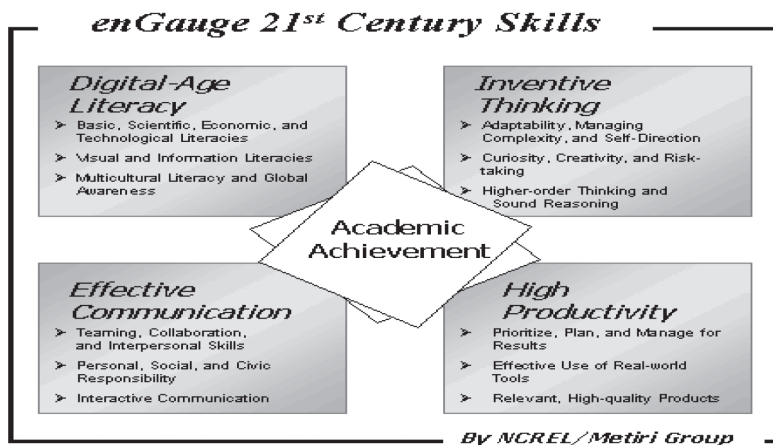 enGauge 21st Century Skills
Digital-Age
Literacy
➢ Basic, Scientific, Economic, and
Technological Literacies
➢ Visual and Information Literacies
➢ Multicultural Literacy and Global
Awareness
Inventive
Thinking
➢ Adaptability, Managing
Complexity, and Self-Direction
➢ Curiosity, Creativity, and Risk-
taking
➢ Higher-order Thinking and
Sound Reasoning
Academic
Achievement
Effective
Communication
➢ Teaming, Collaboration,
and Interpersonal Skills
➢ Personal, Social, and Civic
Responsibility
➢ Interactive Communication
High
Productivity
➢ Prioritize, Plan, and Manage for
Results
➢ Effective Use of Real-world
Tools
➢ Relevant, High-quality Products
By NCREL/Metiri Group